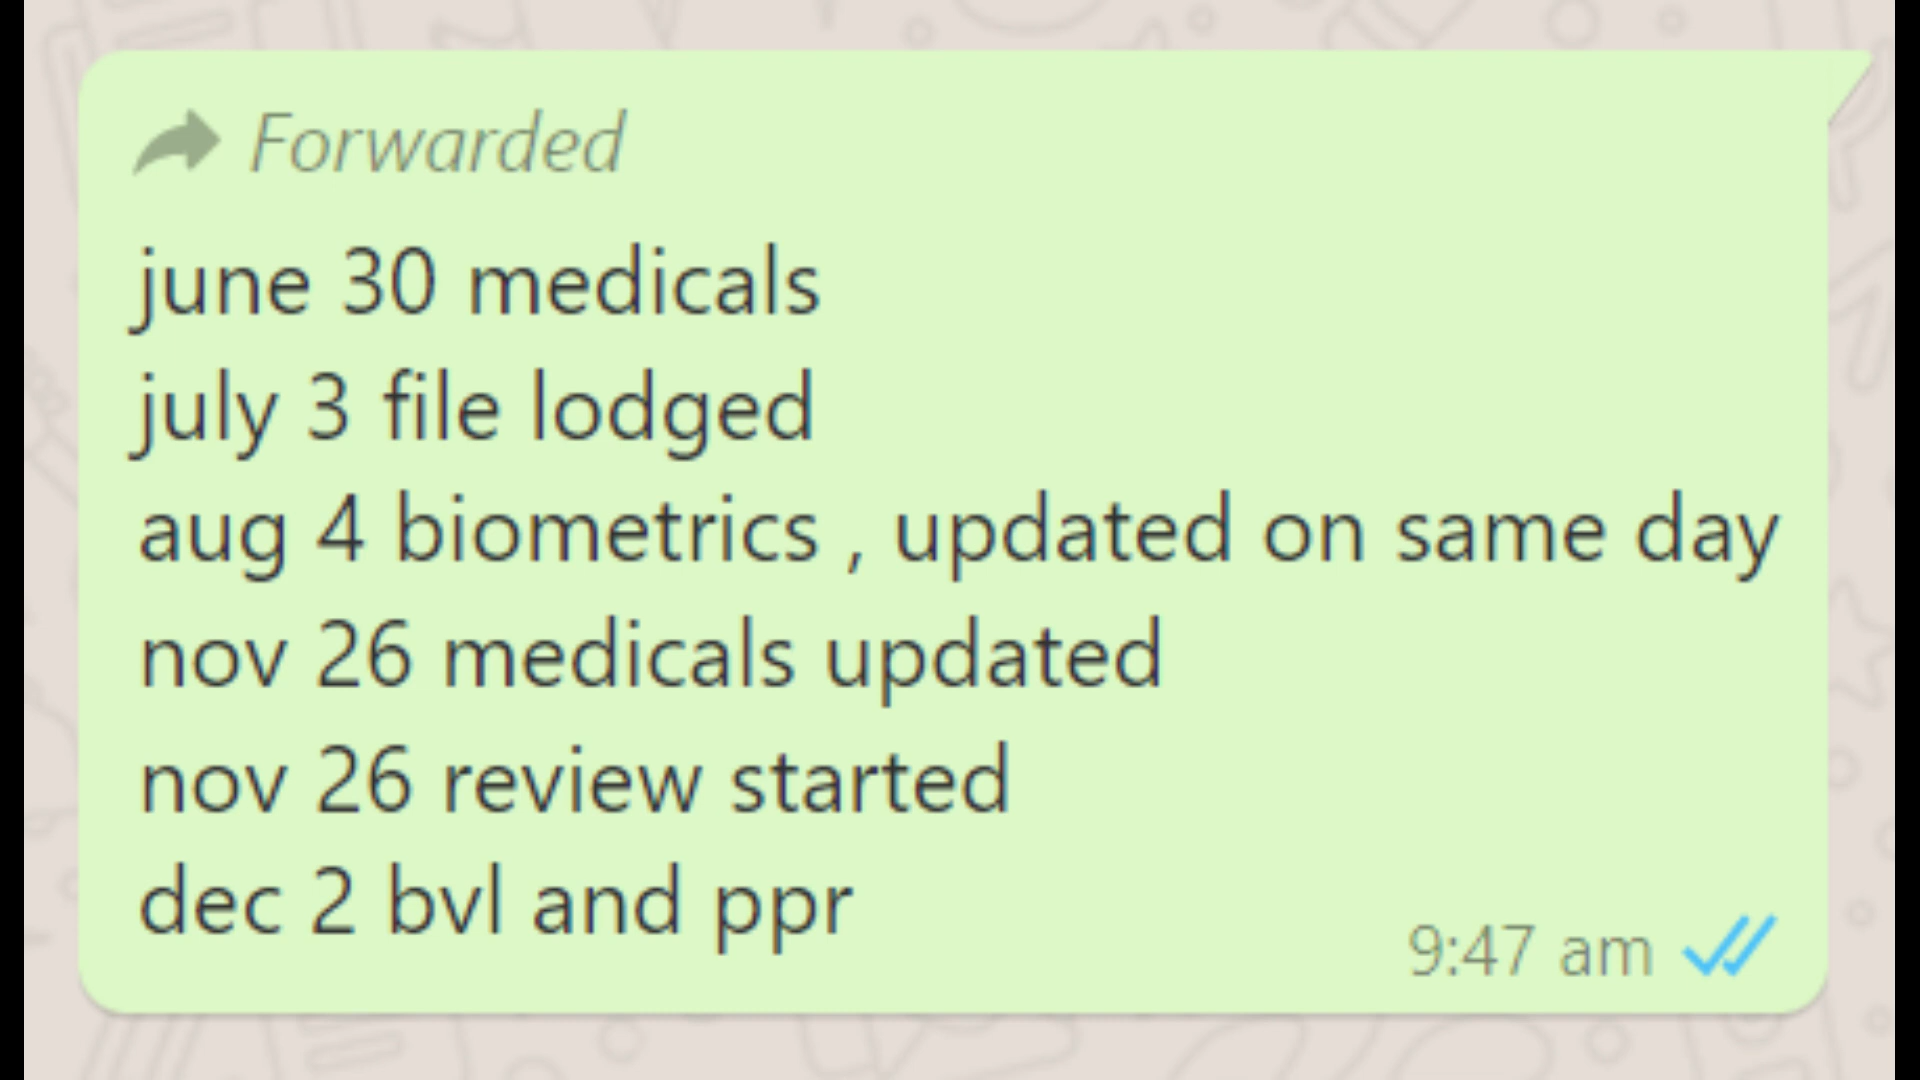 Forwarded
june 30 medicals
july 3 file lodged
aug 4 biometrics , updated on same day
nov 26 medicals updated
nov 26 review started
dec 2 bvl and ppr
9:47 am